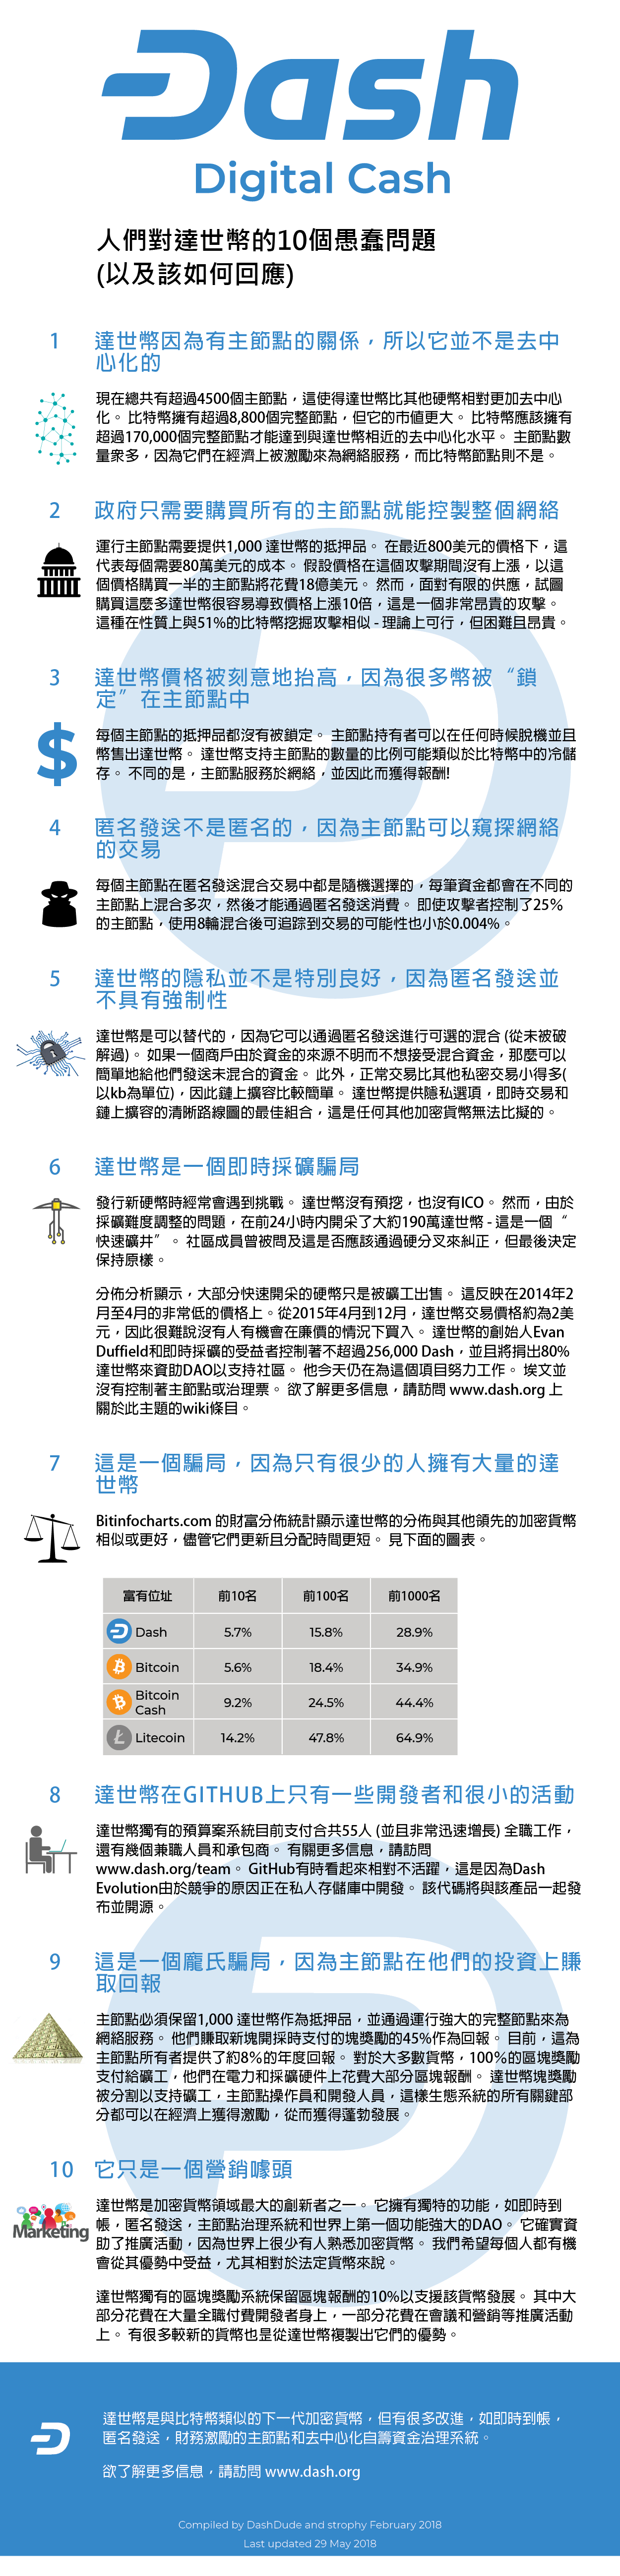 Dash
Digital Cash
人們對達世幣的10個愚蠢問題
(以及該如何回應)
1 達世幣因為有主節點的關係，所以它並不是去中
心化的
現在總共有超過4500個主節點，這使得達世幣比其他硬幣相對更加去中心
化。 比特幣擁有超過8,800個完整節點，但它的市值更大。 比特幣應該擁有
超過170,000個完整節點才能達到與達世幣相近的去中心化水平。 主節點數
量衆多，因為它們在經濟上被激勵來為網絡服務，而比特幣節點則不是。
2 政府只需要購買所有的主節點就能控製整個網絡
運行主節點需要提供1,000 達世幣的抵押品。 在最近800美元的價格下，這
代表每個需要80萬美元的成本。 假設價格在這個攻擊期間沒有上漲，以這
個價格購買一半的主節點將花費18億美元。 然而，面對有限的供應，試圖
購買這麼多達世幣很容易導致價格上漲10倍，這是一個非常昂貴的攻擊。
這種在性質上與51%的比特幣挖掘攻擊相似 - 理論上可行，但困難且昂貴。
3 達世幣價格被刻意地抬高，因為很多幣被“鎖
定”在主節點中
每個主節點的抵押品都沒有被鎖定。 主節點持有者可以在任何時候脫機並且
幣售出達世幣。 達世幣支持主節點的數量的比例可能類似於比特幣中的冷儲
存。 不同的是，主節點服務於網絡，並因此而獲得報酬!
4 匿名發送不是匿名的，因為主節點可以窺探網絡
的交易
每個主節點在匿名發送混合交易中都是隨機選擇的，每筆資金都會在不同的
主節點上混合多次，然後才能通過匿名發送消費。 即使攻擊者控制了25%
的主節點，使用8輪混合後可追踪到交易的可能性也小於0.004%。
5 達世幣的隱私並不是特別良好，因為匿名發送並
不具有強制性
達世幣是可以替代的，因為它可以通過匿名發送進行可選的混合 (從未被破
解過)。 如果一個商戶由於資金的來源不明而不想接受混合資金，那麼可以
簡單地給他們發送未混合的資金。 此外，正常交易比其他私密交易小得多(
以kb為單位)，因此鏈上擴容比較簡單。 達世幣提供隱私選項，即時交易和
鏈上擴容的清晰路線圖的最佳組合，這是任何其他加密貨幣無法比擬的。
6 達世幣是一個即時採礦騙局
發行新硬幣時經常會遇到挑戰。 達世幣沒有預挖，也沒有ICO。 然而，由於
採礦難度調整的問題，在前24小時内開采了大約190萬達世幣 - 這是一個“
快速礦井”。 社區成員曾被問及這是否應該通過硬分叉來糾正，但最後決定
保持原樣。
分佈分析顯示，大部分快速開采的硬幣只是被礦工出售。 這反映在2014年2
月至4月的非常低的價格上。從2015年4月到12月，達世幣交易價格約為2美
元，因此很難說沒有人有機會在廉價的情況下買入。 達世幣的創始人Evan
Duffield和即時採礦的受益者控制著不超過256,000 Dash，並且將捐出80%
達世幣來資助DAO以支持社區。 他今天仍在為這個項目努力工作。 埃文並
沒有控制著主節點或治理票。 欲了解更多信息，請訪問 www.dash.org 上
關於此主題的wiki條目。
7 這是一個騙局，因為只有很少的人擁有大量的達
世幣
Bitinfocharts.com 的財富分佈統計顯示達世幣的分佈與其他領先的加密貨幣
相似或更好，儘管它們更新且分配時間更短。 見下面的圖表。
富有位址 前10名 前100名 前1000名
Dash 5.7% 15.8% 28.9%
Bitcoin 5.6% 18.4% 34.9%
Bitcoin
Cash 9.2% 24.5% 44.4%
Litecoin 14.2% 47.8% 64.9%
8 達世幣在GITHUB上只有一些開發者和很小的活動
達世幣獨有的預算案系統目前支付合共55人 (並且非常迅速增長) 全職工作，
還有幾個兼職人員和承包商。 有關更多信息，請訪問
www.dash.org/team。 GitHub有時看起來相對不活躍，這是因為Dash
Evolution由於競爭的原因正在私人存儲庫中開發。 該代碼將與該產品一起發
布並開源。
9 這是一個龐氏騙局，因為主節點在他們的投資上賺
取回報
主節點必須保留1,000 達世幣作為抵押品，並通過運行強大的完整節點來為
網絡服務。 他們賺取新塊開採時支付的塊獎勵的45%作為回報。 目前，這為
主節點所有者提供了約8%的年度回報。 對於大多數貨幣，100%的區塊獎勵
支付給礦工，他們在電力和採礦硬件上花費大部分區塊報酬。 達世幣塊獎勵
被分割以支持礦工，主節點操作員和開發人員，這樣生態系統的所有關鍵部
分都可以在經濟上獲得激勵，從而獲得蓬勃發展。
10 它只是一個營銷噱頭
Marketing
達世幣是加密貨幣領域最大的創新者之一。 它擁有獨特的功能，如即時到
帳，匿名發送，主節點治理系統和世界上第一個功能強大的DAO。 它確實資
助了推廣活動，因為世界上很少有人熟悉加密貨幣。 我們希望每個人都有機
會從其優勢中受益，尤其相對於法定貨幣來說。
達世幣獨有的區塊獎勵系統保留區塊報酬的10%以支援該貨幣發展。 其中大
部分花費在大量全職付費開發者身上，一部分花費在會議和營銷等推廣活動
上。 有很多較新的貨幣也是從達世幣複製出它們的優勢。
達世幣是與比特幣類似的下一代加密貨幣，但有很多改進，如即時到帳，
匿名發送，財務激勵的主節點和去中心化自籌資金治理系統。
欲了解更多信息，請訪問 www.dash.org
Compiled by DashDude and strophy February 2018
Last updated 29 May 2018